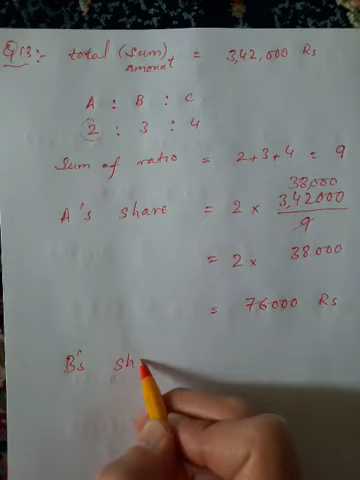 Q13:- total (sum) amount = 3,42,000 Rs
A : B : C
2 : 3 : 4
Sum of ratio = 2+3+4 = 9
38,000
A's share = 2 × 3,42000
9
= 2 × 38000
= 76000 Rs
B's sh